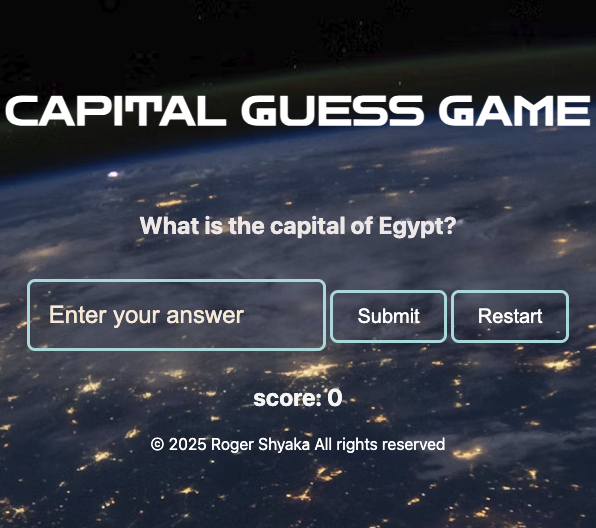 CAPITAL GUESS GAME
What is the capital of Egypt?
Enter your answer Submit Restart
score: 0
© 2025 Roger Shyaka All rights reserved